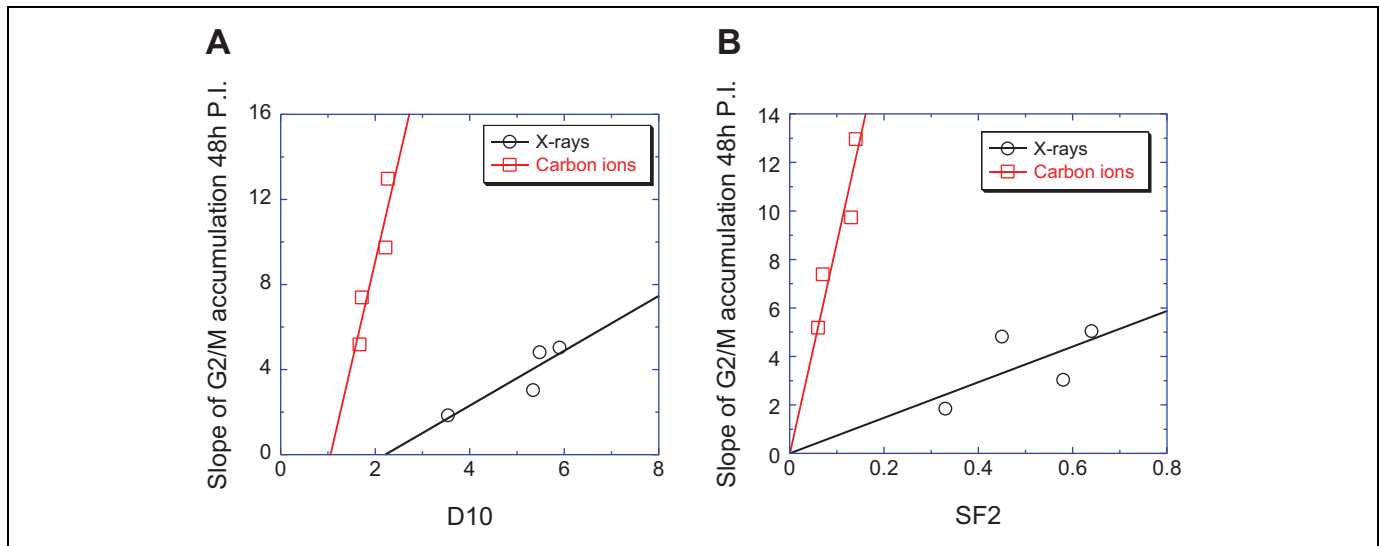 A
Slope of G2/M accumulation 48h P.I.
16
12
8
4
0
0 2 4 6 8
D10
X-rays
Carbon ions
B
Slope of G2/M accumulation 48h P.I.
14
12
10
8
6
4
2
0
0 0.2 0.4 0.6 0.8
SF2
X-rays
Carbon ions